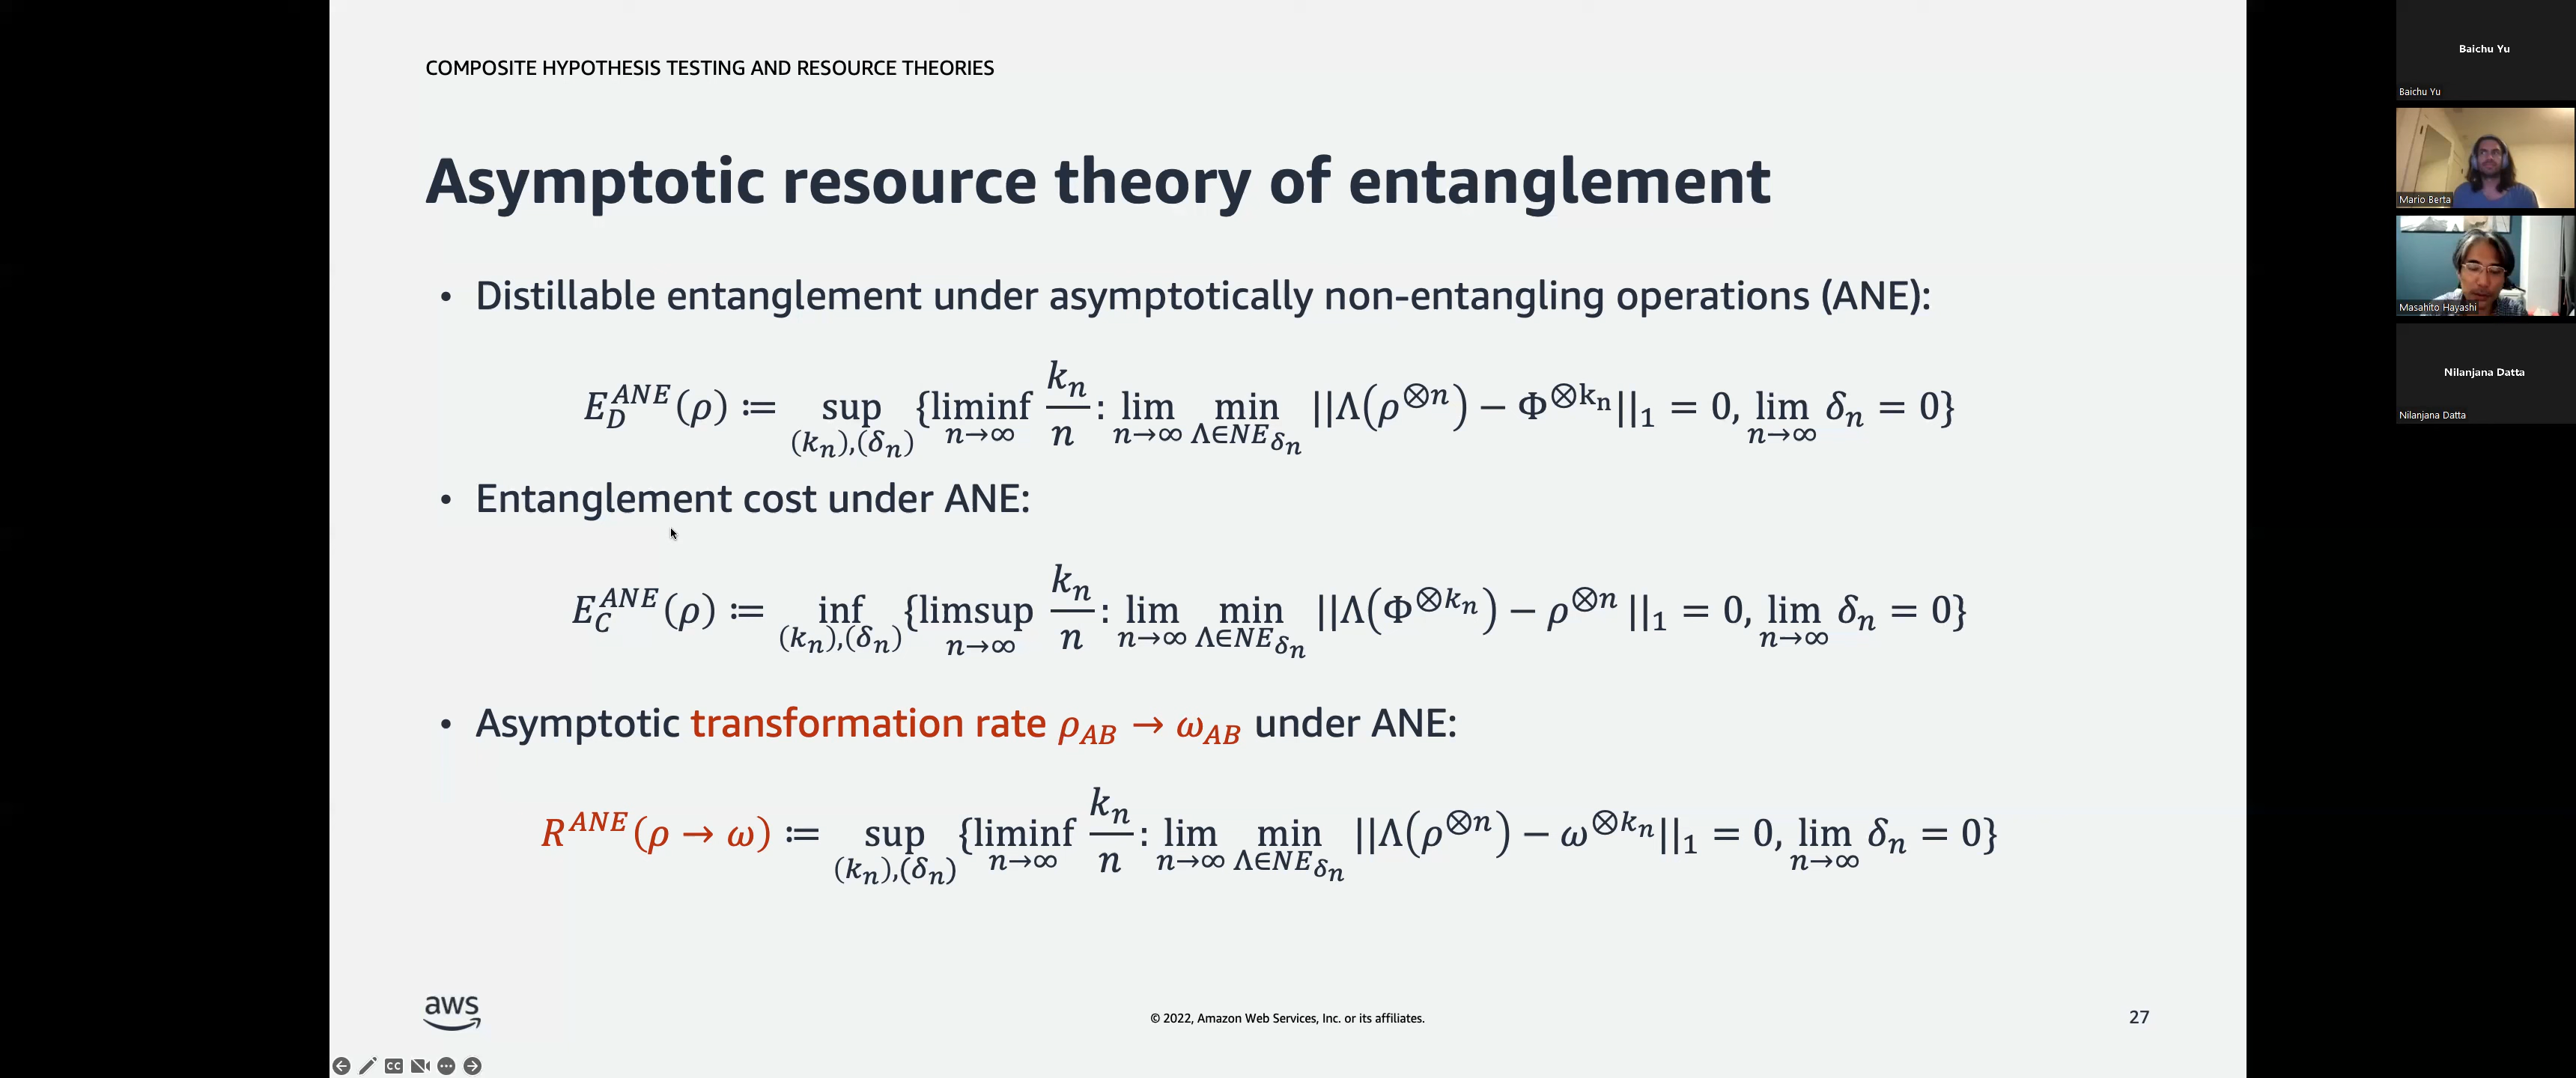 COMPOSITE HYPOTHESIS TESTING AND RESOURCE THEORIES
Asymptotic resource theory of entanglement
• Distillable entanglement under asymptotically non-entangling operations (ANE):
E_D^{ANE}(ρ) ≔ sup_{(k_n),(δ_n)} {liminf_{n→∞} k_n/n : lim_{n→∞} min_{Λ∈NE_{δ_n}} ||Λ(ρ^{⊗n}) − Φ^{⊗k_n}||_1 = 0, lim_{n→∞} δ_n = 0}
• Entanglement cost under ANE:
E_C^{ANE}(ρ) ≔ inf_{(k_n),(δ_n)} {limsup_{n→∞} k_n/n : lim_{n→∞} min_{Λ∈NE_{δ_n}} ||Λ(Φ^{⊗k_n}) − ρ^{⊗n} ||_1 = 0, lim_{n→∞} δ_n = 0}
• Asymptotic transformation rate ρ_{AB} → ω_{AB} under ANE:
R^{ANE}(ρ → ω) ≔ sup_{(k_n),(δ_n)} {liminf_{n→∞} k_n/n : lim_{n→∞} min_{Λ∈NE_{δ_n}} ||Λ(ρ^{⊗n}) − ω^{⊗k_n}||_1 = 0, lim_{n→∞} δ_n = 0}
aws
© 2022, Amazon Web Services, Inc. or its affiliates.
27
CC
Baichu Yu
Baichu Yu
Mario Berta
Masahito Hayashi
Nilanjana Datta
Nilanjana Datta